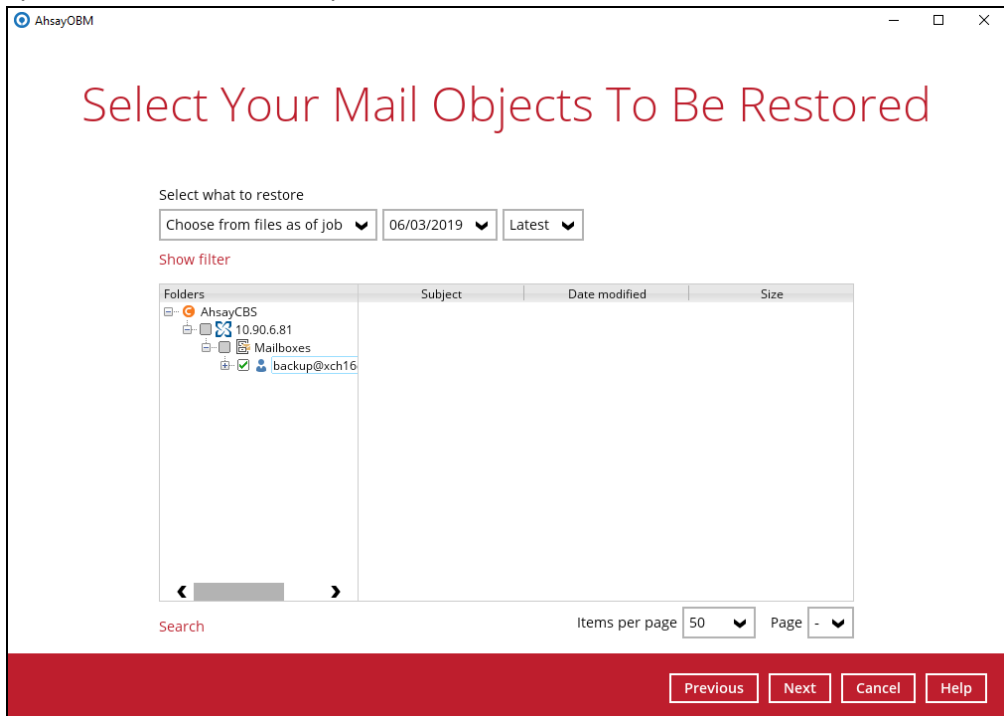 AhsayOBM
Select Your Mail Objects To Be Restored
Select what to restore
Choose from files as of job 06/03/2019 Latest
Show filter
Folders Subject Date modified Size
AhsayCBS
10.90.6.81
Mailboxes
backup@xch16
Search Items per page 50 Page -
Previous Next Cancel Help